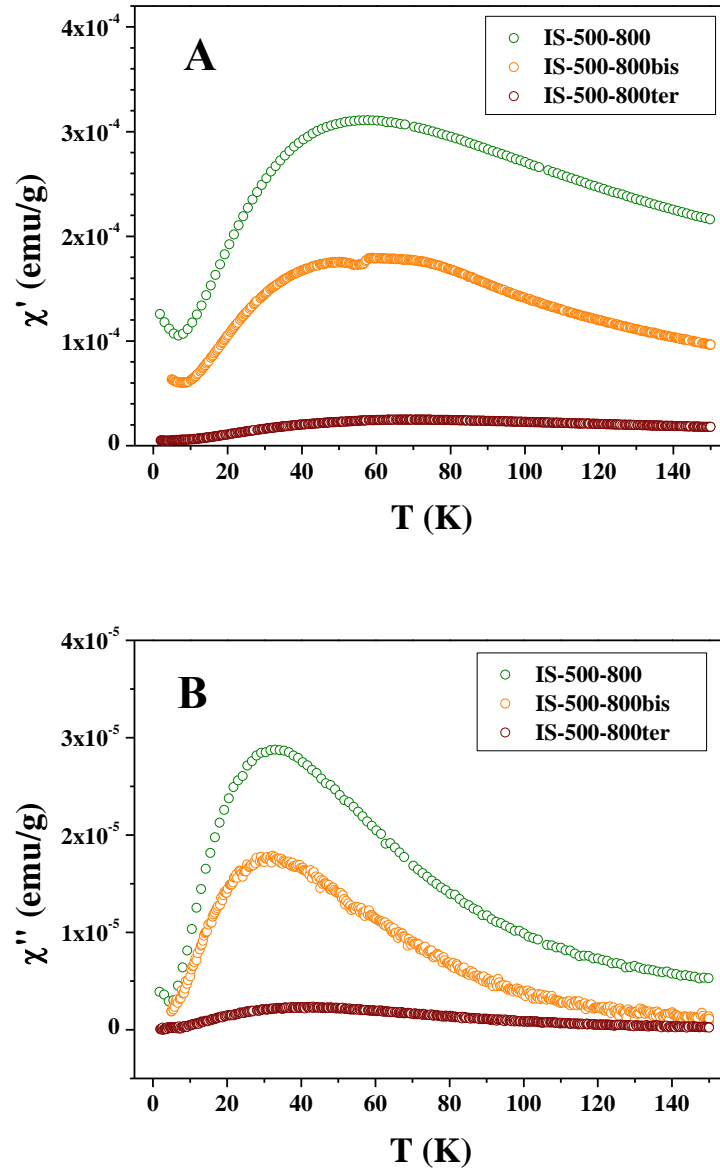 A
IS-500-800
IS-500-800bis
IS-500-800ter
4x10⁻⁴
3x10⁻⁴
2x10⁻⁴
1x10⁻⁴
0
χ' (emu/g)
0 20 40 60 80 100 120 140
T (K)
B
IS-500-800
IS-500-800bis
IS-500-800ter
4x10⁻⁵
3x10⁻⁵
2x10⁻⁵
1x10⁻⁵
0
χ'' (emu/g)
0 20 40 60 80 100 120 140
T (K)